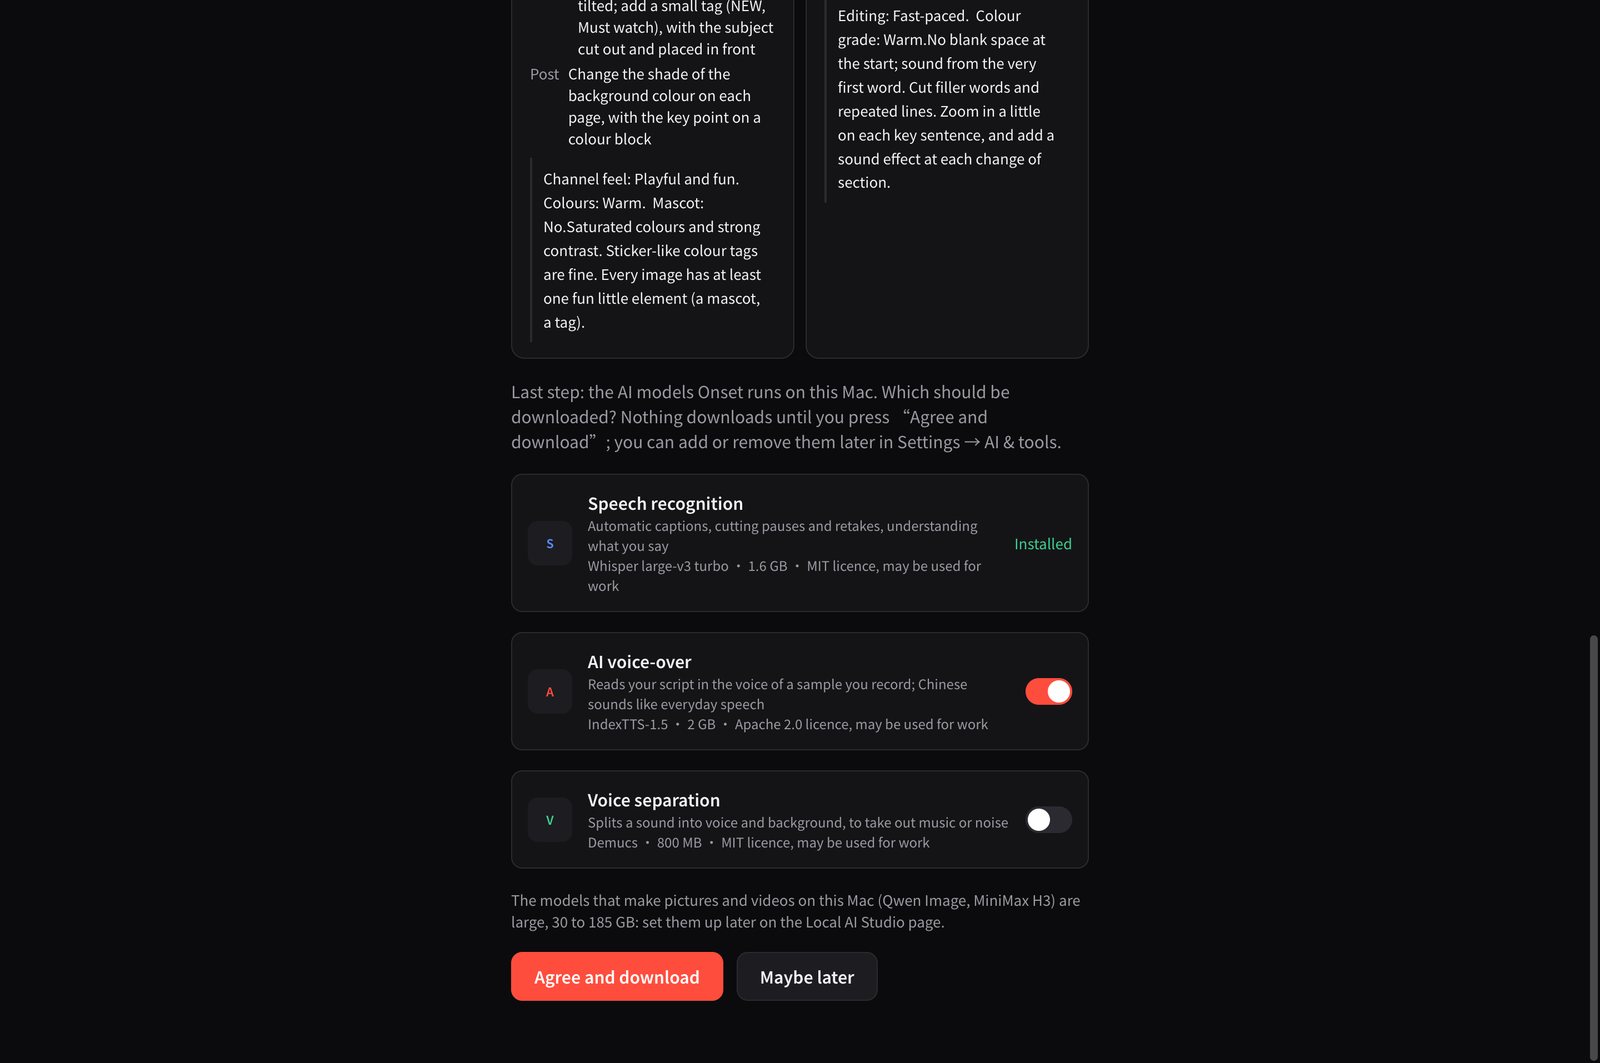 tilted; add a small tag (NEW,
Must watch), with the subject
cut out and placed in front
Post Change the shade of the
background colour on each
page, with the key point on a
colour block
Channel feel: Playful and fun.
Colours: Warm.  Mascot:
No.Saturated colours and strong
contrast. Sticker-like colour tags
are fine. Every image has at least
one fun little element (a mascot,
a tag).
Editing: Fast-paced.  Colour
grade: Warm.No blank space at
the start; sound from the very
first word. Cut filler words and
repeated lines. Zoom in a little
on each key sentence, and add a
sound effect at each change of
section.
Last step: the AI models Onset runs on this Mac. Which should be
downloaded? Nothing downloads until you press “Agree and
download”; you can add or remove them later in Settings → AI & tools.
Speech recognition
Automatic captions, cutting pauses and retakes, understanding
what you say
Whisper large-v3 turbo・1.6 GB・MIT licence, may be used for
work
S
Installed
AI voice-over
Reads your script in the voice of a sample you record; Chinese
sounds like everyday speech
IndexTTS-1.5・2 GB・Apache 2.0 licence, may be used for work
A
Voice separation
Splits a sound into voice and background, to take out music or noise
Demucs・800 MB・MIT licence, may be used for work
V
The models that make pictures and videos on this Mac (Qwen Image, MiniMax H3) are
large, 30 to 185 GB: set them up later on the Local AI Studio page.
Agree and download
Maybe later